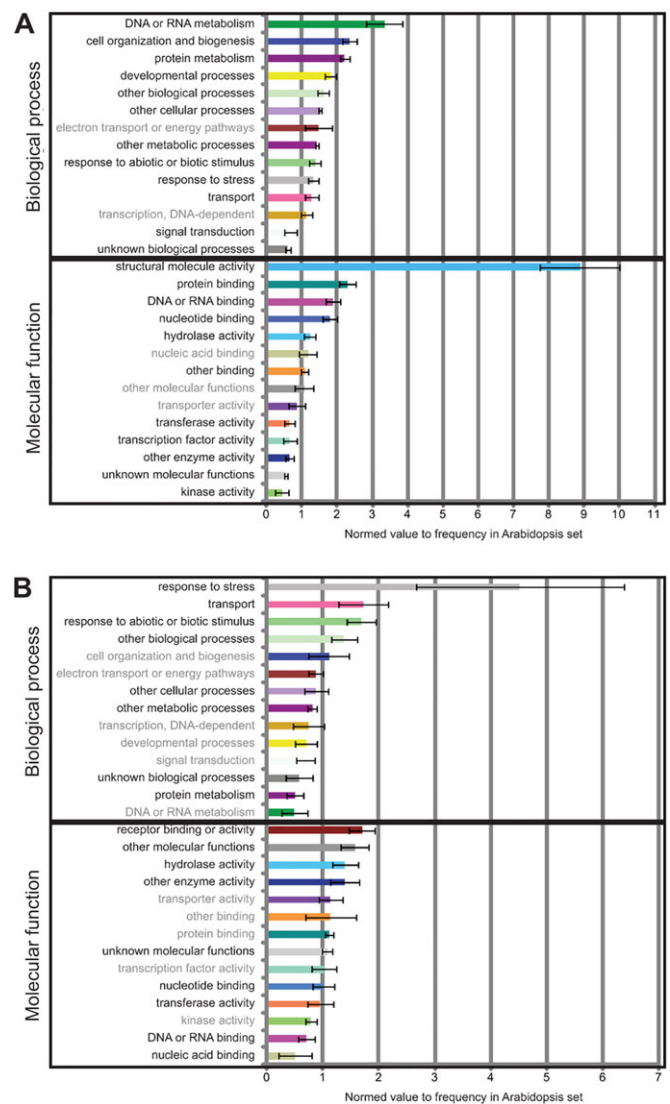 A
Biological process
DNA or RNA metabolism
cell organization and biogenesis
protein metabolism
developmental processes
other biological processes
other cellular processes
electron transport or energy pathways
other metabolic processes
response to abiotic or biotic stimulus
response to stress
transport
transcription, DNA-dependent
signal transduction
unknown biological processes
Molecular function
structural molecule activity
protein binding
DNA or RNA binding
nucleotide binding
hydrolase activity
nucleic acid binding
other binding
other molecular functions
transporter activity
transferase activity
transcription factor activity
other enzyme activity
unknown molecular functions
kinase activity
0 1 2 3 4 5 6 7 8 9 10 11
Normed value to frequency in Arabidopsis set
B
Biological process
response to stress
transport
response to abiotic or biotic stimulus
other biological processes
cell organization and biogenesis
electron transport or energy pathways
other cellular processes
other metabolic processes
transcription, DNA-dependent
developmental processes
signal transduction
unknown biological processes
protein metabolism
DNA or RNA metabolism
Molecular function
receptor binding or activity
other molecular functions
hydrolase activity
other enzyme activity
transporter activity
other binding
protein binding
unknown molecular functions
transcription factor activity
nucleotide binding
transferase activity
kinase activity
DNA or RNA binding
nucleic acid binding
0 1 2 3 4 5 6 7
Normed value to frequency in Arabidopsis set